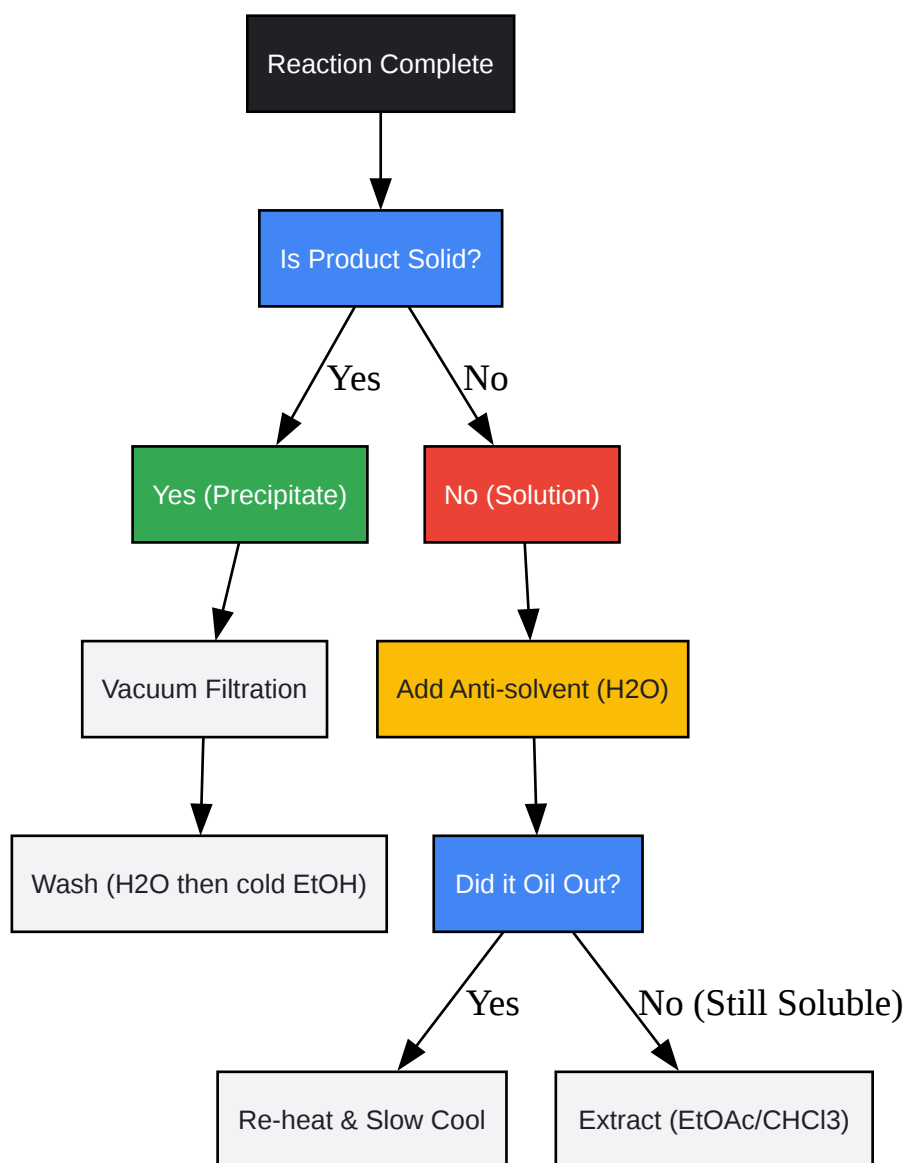 Reaction Complete
Is Product Solid?
Yes
No
Yes (Precipitate)
No (Solution)
Vacuum Filtration
Add Anti-solvent (H2O)
Wash (H2O then cold EtOH)
Did it Oil Out?
Yes
No (Still Soluble)
Re-heat & Slow Cool
Extract (EtOAc/CHCl3)